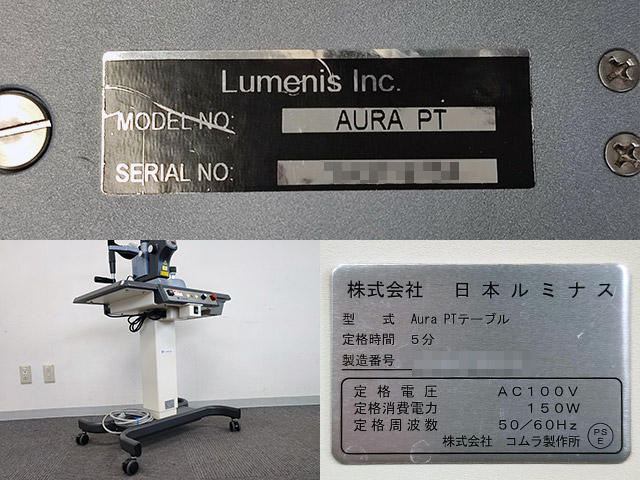 Lumenis Inc.
MODEL NO: AURA PT
SERIAL NO:
株式会社 日本ルミナス
型 式 Aura PTテーブル
定格時間 5分
製造番号
定格電圧 AC100V
定格消費電力 150W
定格周波数 50/60Hz
株式会社 コムラ製作所
PS
E